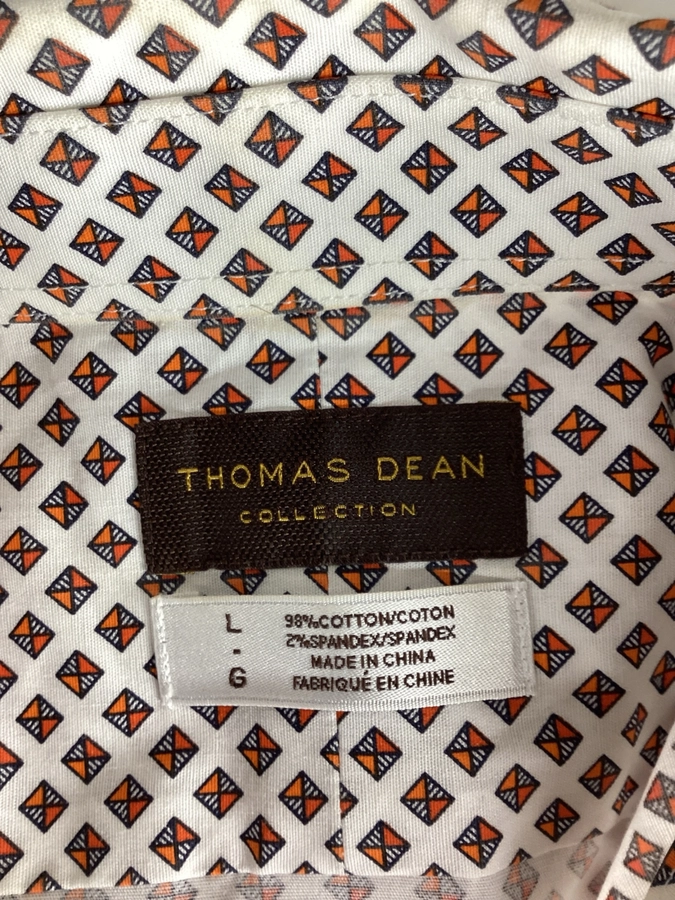 THOMAS DEAN
COLLECTION
L
-
G
98%COTTON/COTON
2%SPANDEX/SPANDEX
MADE IN CHINA
FABRIQUÉ EN CHINE